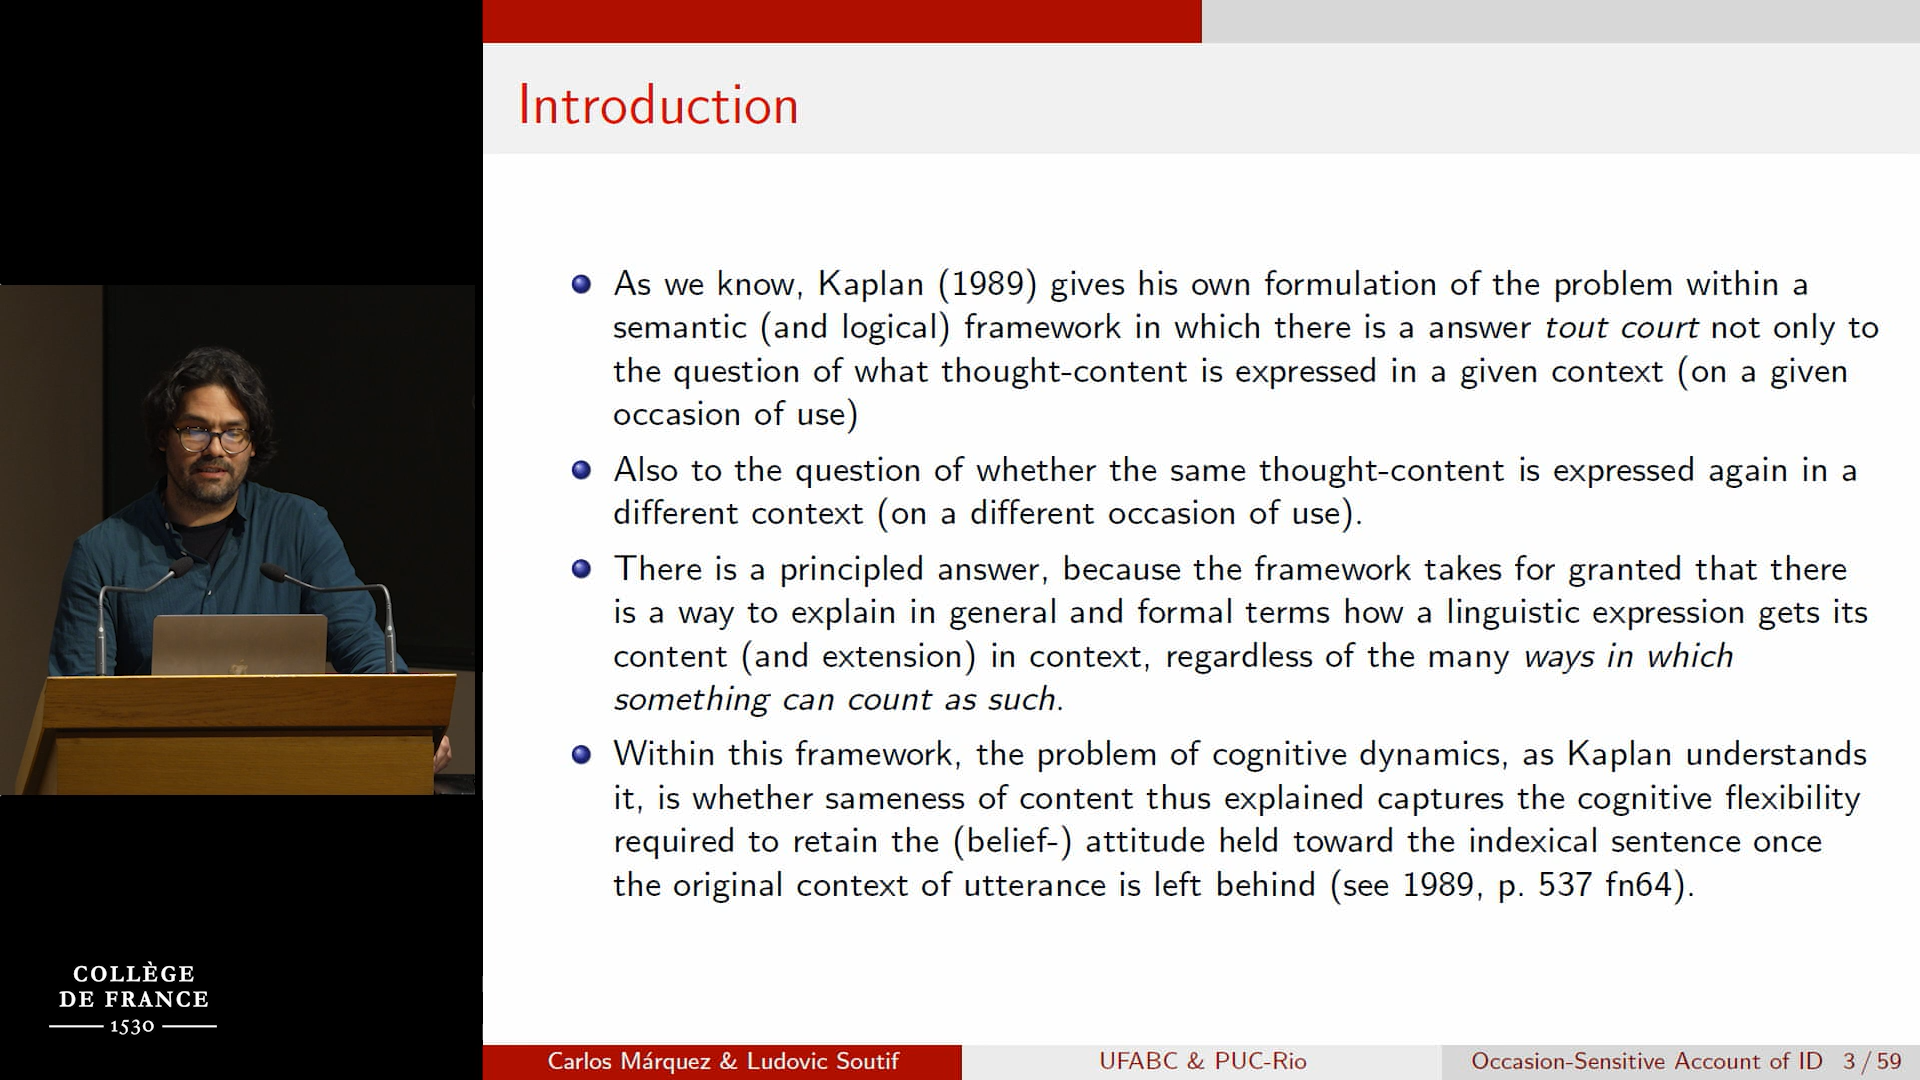 Introduction
As we know, Kaplan (1989) gives his own formulation of the problem within a
semantic (and logical) framework in which there is a answer tout court not only to
the question of what thought-content is expressed in a given context (on a given
occasion of use)
Also to the question of whether the same thought-content is expressed again in a
different context (on a different occasion of use).
There is a principled answer, because the framework takes for granted that there
is a way to explain in general and formal terms how a linguistic expression gets its
content (and extension) in context, regardless of the many ways in which
something can count as such.
Within this framework, the problem of cognitive dynamics, as Kaplan understands
it, is whether sameness of content thus explained captures the cognitive flexibility
required to retain the (belief-) attitude held toward the indexical sentence once
the original context of utterance is left behind (see 1989, p. 537 fn64).
COLLÈGE
DE FRANCE
1530
Carlos Márquez & Ludovic Soutif
UFABC & PUC-Rio
Occasion-Sensitive Account of ID 3 / 59